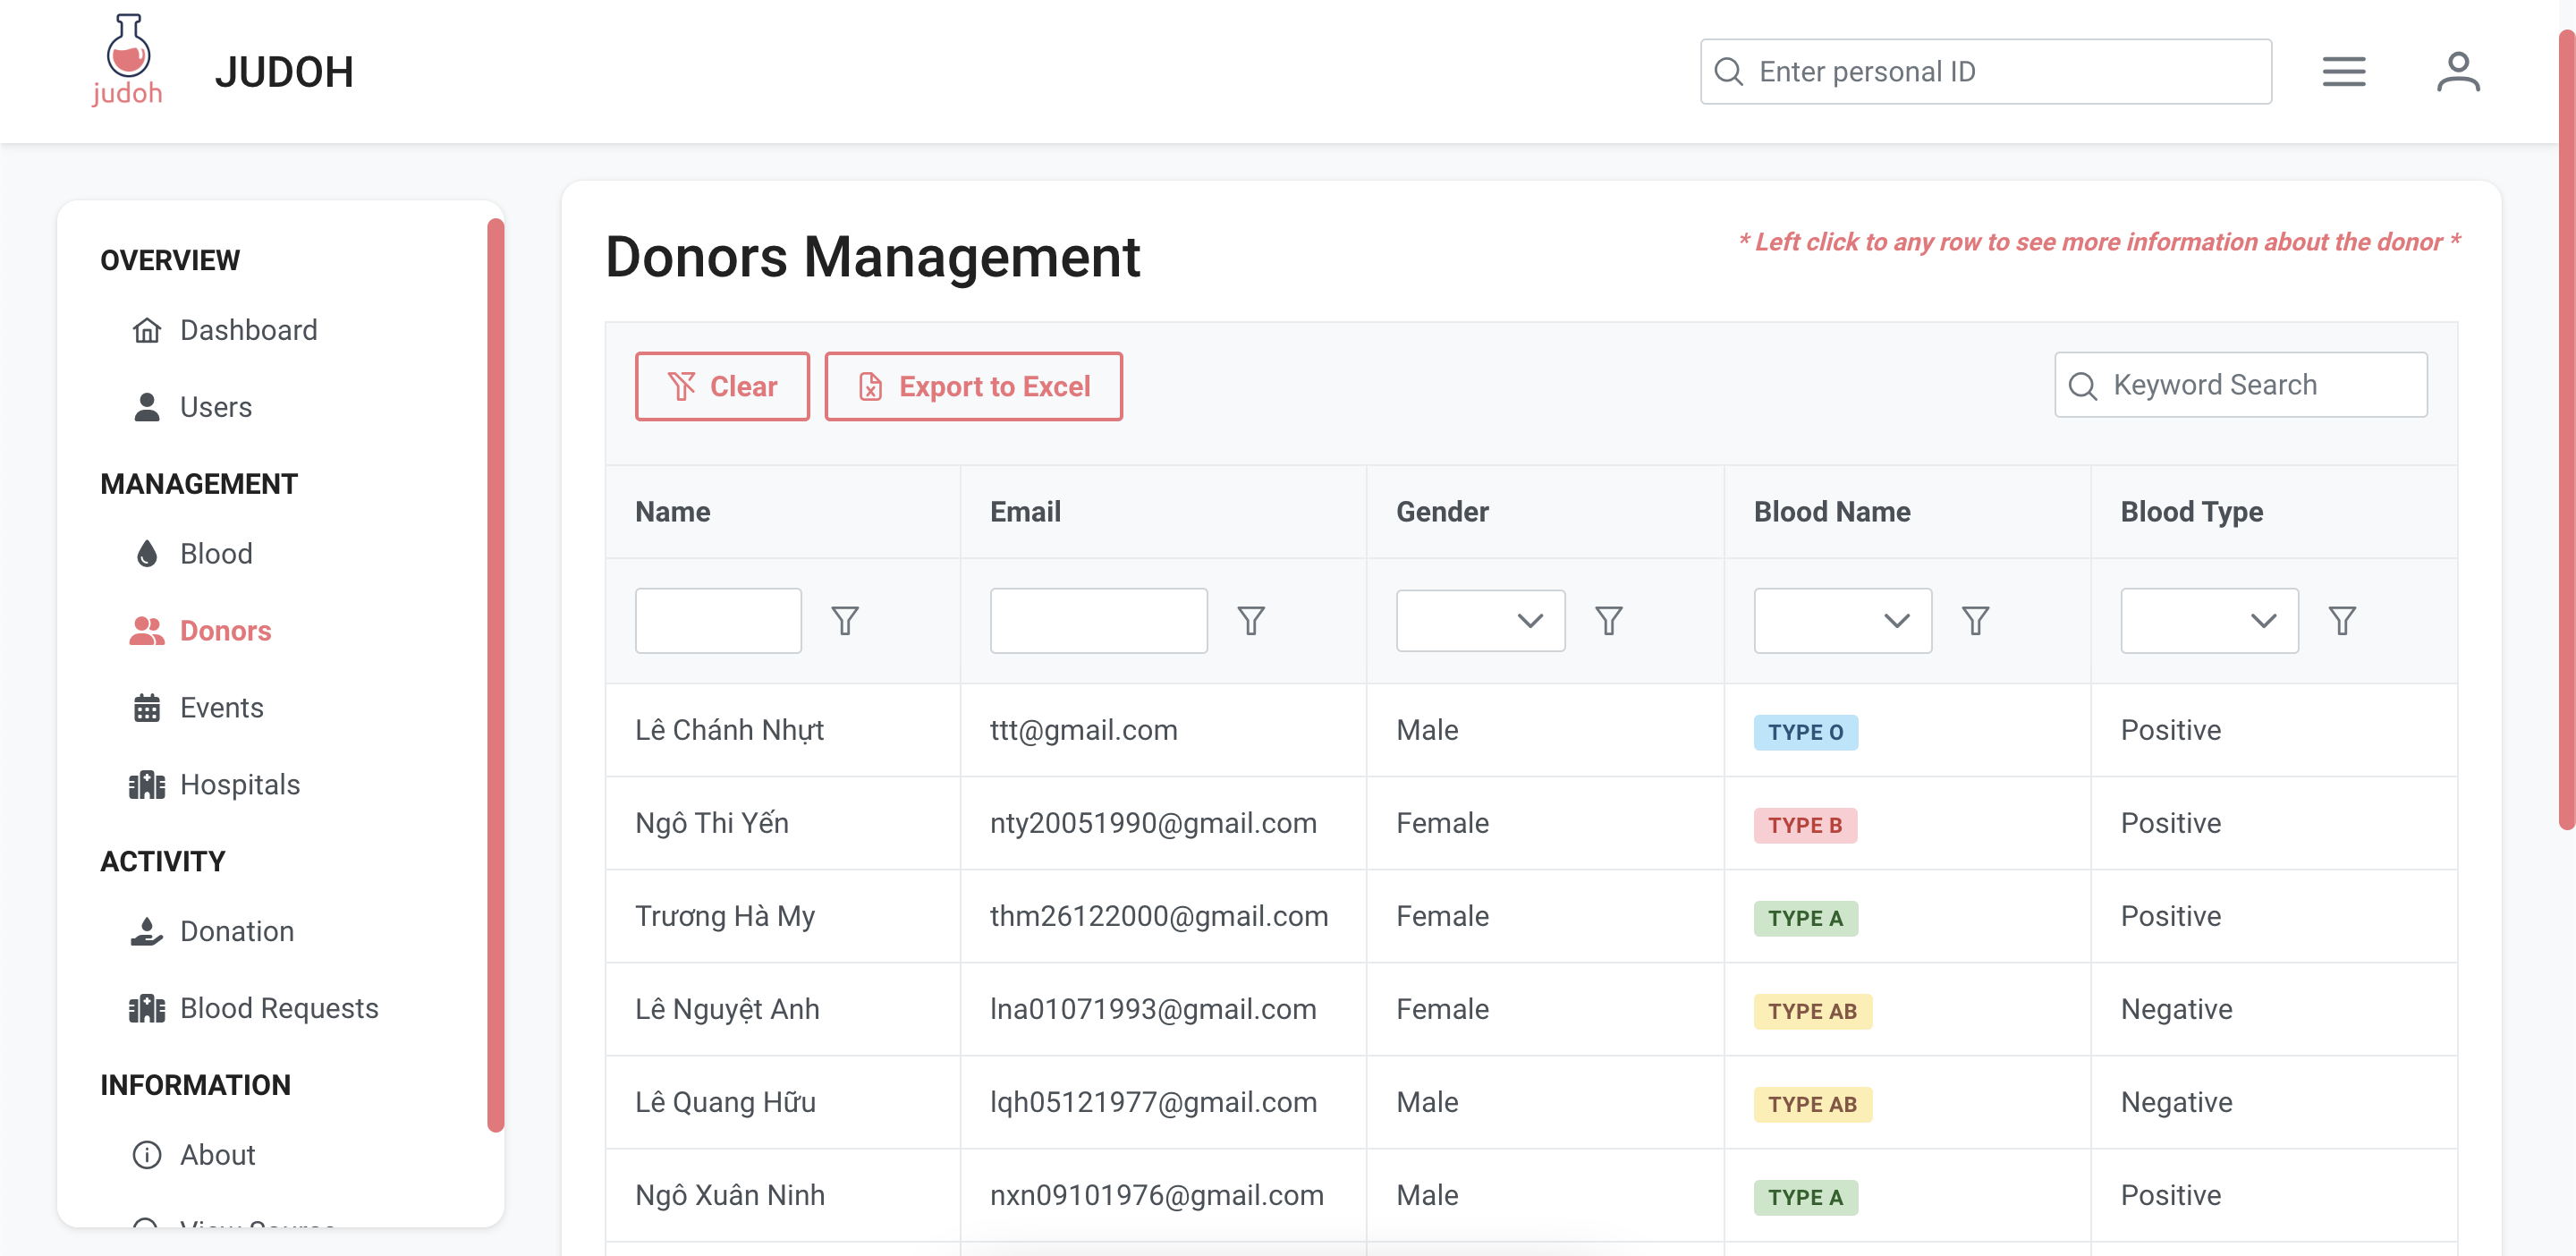 judoh
JUDOH
Enter personal ID
OVERVIEW
Dashboard
Users
MANAGEMENT
Blood
Donors
Events
Hospitals
ACTIVITY
Donation
Blood Requests
INFORMATION
About
View Source
Donors Management
* Left click to any row to see more information about the donor *
Clear
Export to Excel
Keyword Search
Name Email Gender Blood Name Blood Type
Lê Chánh Nhựt ttt@gmail.com Male TYPE O Positive
Ngô Thi Yến nty20051990@gmail.com Female TYPE B Positive
Trương Hà My thm26122000@gmail.com Female TYPE A Positive
Lê Nguyệt Anh lna01071993@gmail.com Female TYPE AB Negative
Lê Quang Hữu lqh05121977@gmail.com Male TYPE AB Negative
Ngô Xuân Ninh nxn09101976@gmail.com Male TYPE A Positive